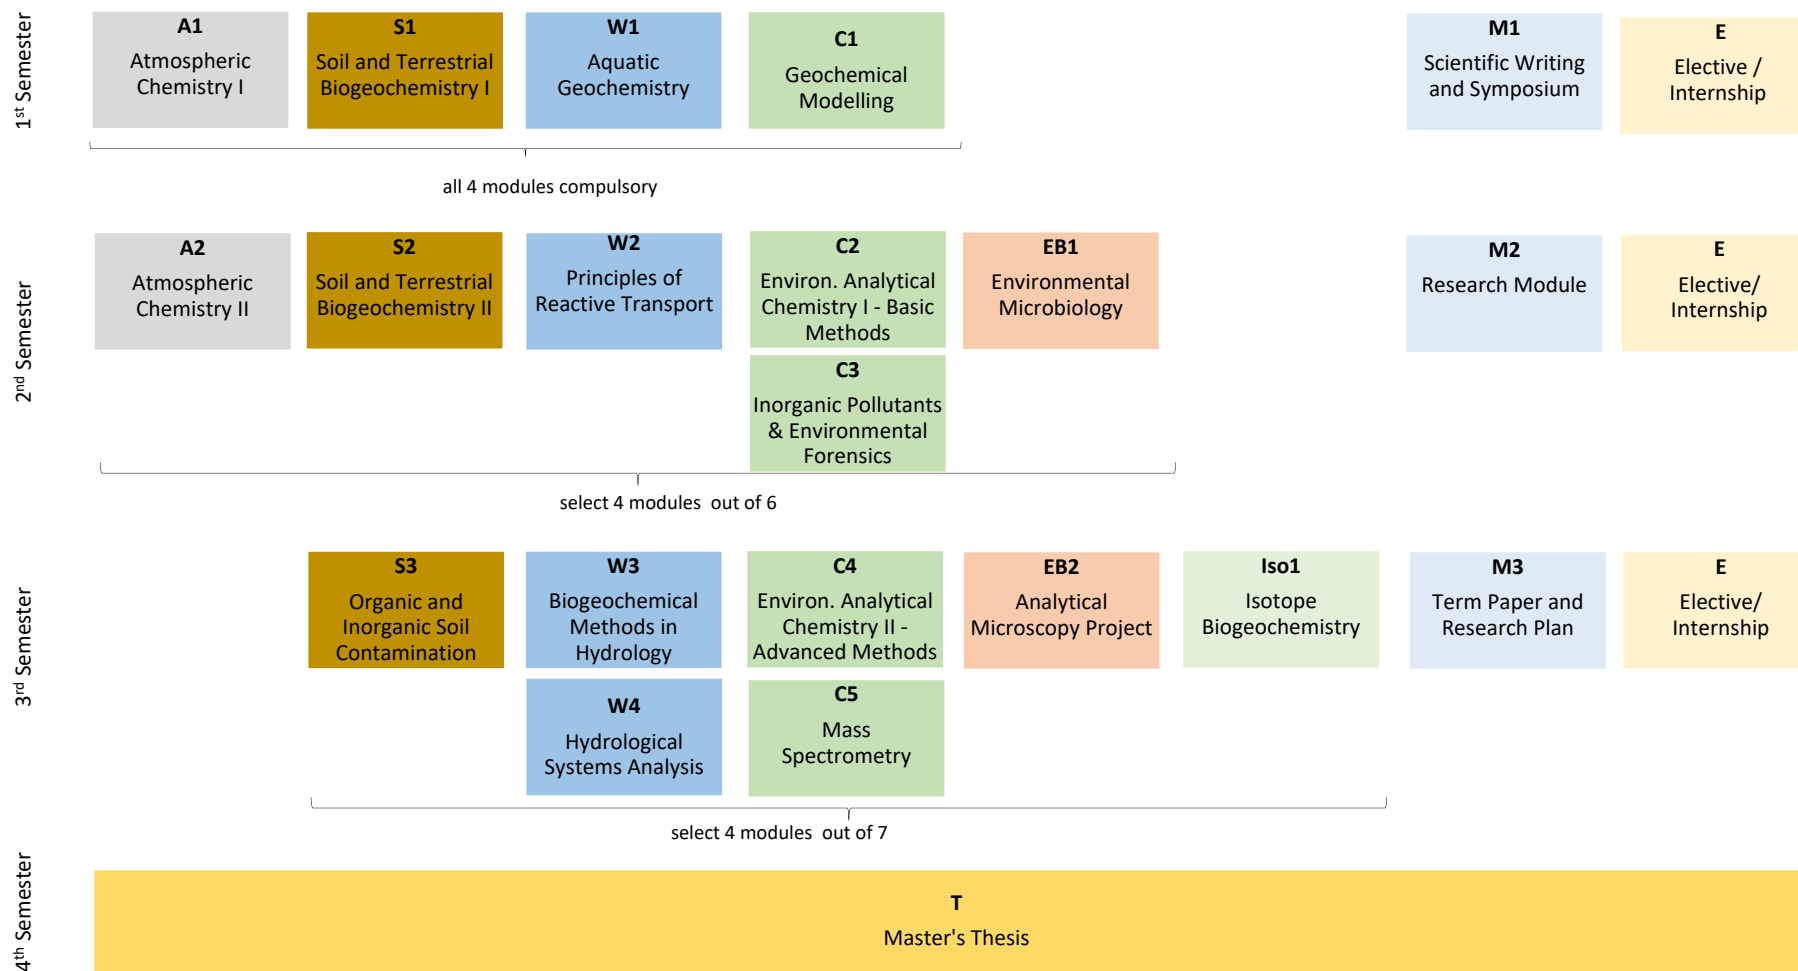 1st Semester
A1
Atmospheric
Chemistry I
S1
Soil and Terrestrial
Biogeochemistry I
W1
Aquatic
Geochemistry
C1
Geochemical
Modelling
M1
Scientific Writing
and Symposium
E
Elective /
Internship
all 4 modules compulsory
2nd Semester
A2
Atmospheric
Chemistry II
S2
Soil and Terrestrial
Biogeochemistry II
W2
Principles of
Reactive Transport
C2
Environ. Analytical
Chemistry I - Basic
Methods
EB1
Environmental
Microbiology
M2
Research Module
E
Elective/
Internship
C3
Inorganic Pollutants
& Environmental
Forensics
select 4 modules out of 6
3rd Semester
S3
Organic and
Inorganic Soil
Contamination
W3
Biogeochemical
Methods in
Hydrology
C4
Environ. Analytical
Chemistry II -
Advanced Methods
EB2
Analytical
Microscopy Project
Iso1
Isotope
Biogeochemistry
M3
Term Paper and
Research Plan
E
Elective/
Internship
W4
Hydrological
Systems Analysis
C5
Mass
Spectrometry
select 4 modules out of 7
4th Semester
T
Master's Thesis